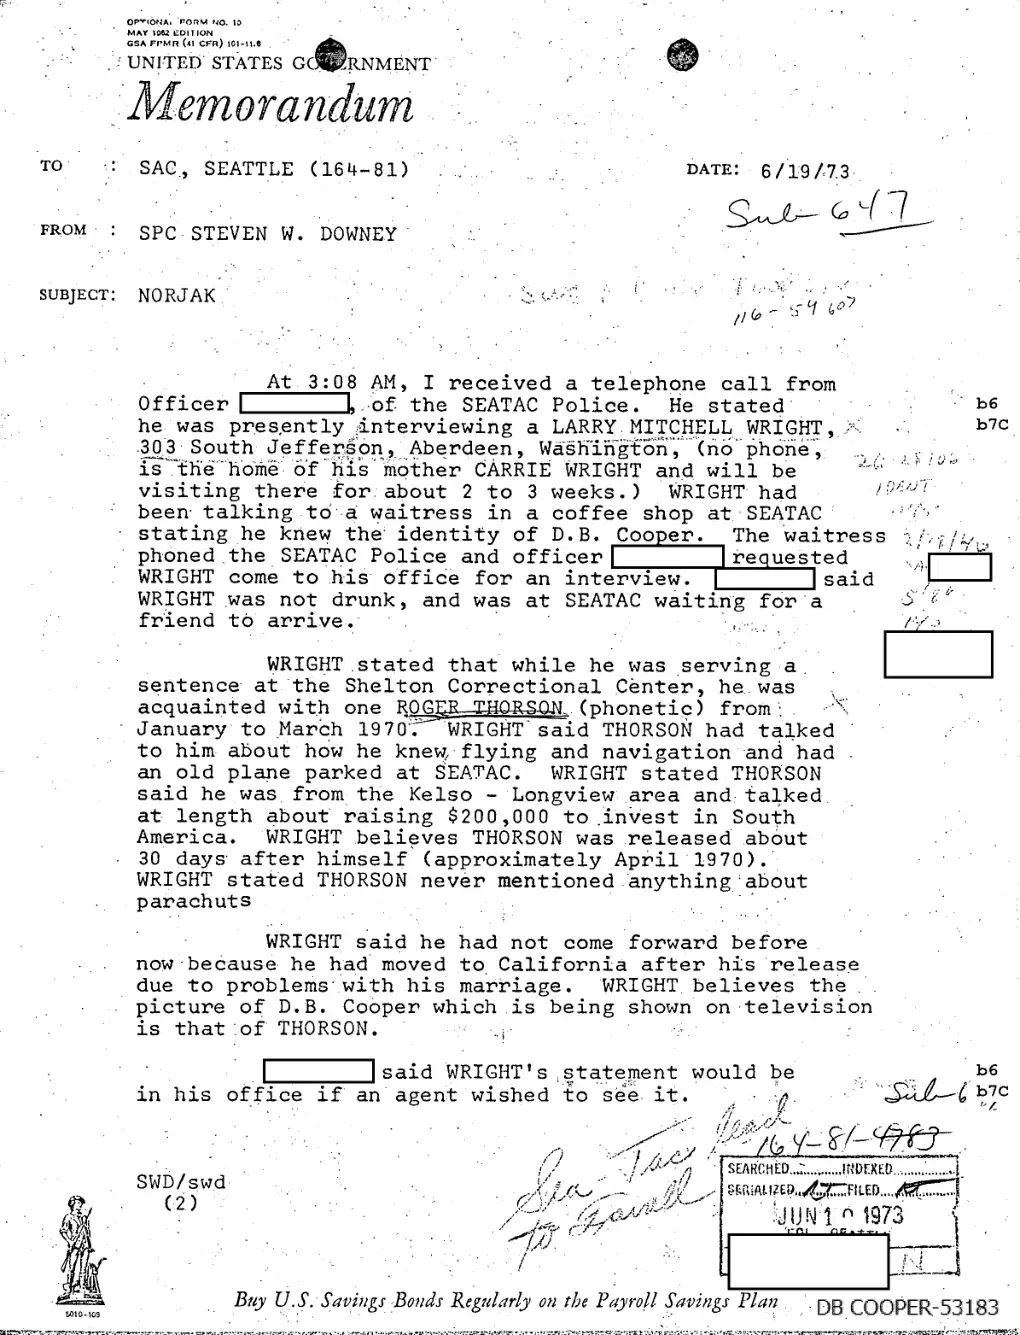 OPTIONAL FORM NO. 10
MAY 1962 EDITION
GSA FPMR (41 CFR) 101-11.6
UNITED STATES GOVERNMENT
Memorandum
TO : SAC, SEATTLE (164-81)
DATE: 6/19/73
Sub-647
FROM : SPC STEVEN W. DOWNEY
SUBJECT: NORJAK
116-54607
At 3:08 AM, I received a telephone call from
Officer , of the SEATAC Police. He stated
b6
he was presently interviewing a LARRY MITCHELL WRIGHT,
b7C
303 South Jefferson, Aberdeen, Washington, (no phone,
is the home of his mother CARRIE WRIGHT and will be
visiting there for about 2 to 3 weeks.) WRIGHT had
IDENT
been talking to a waitress in a coffee shop at SEATAC
stating he knew the identity of D.B. Cooper. The waitress
phoned the SEATAC Police and officer requested
WRIGHT come to his office for an interview. said
WRIGHT was not drunk, and was at SEATAC waiting for a
friend to arrive.
WRIGHT stated that while he was serving a
sentence at the Shelton Correctional Center, he was
acquainted with one ROGER THORSON (phonetic) from
January to March 1970. WRIGHT said THORSON had talked
to him about how he knew flying and navigation and had
an old plane parked at SEATAC. WRIGHT stated THORSON
said he was from the Kelso - Longview area and talked
at length about raising $200,000 to invest in South
America. WRIGHT believes THORSON was released about
30 days after himself (approximately April 1970).
WRIGHT stated THORSON never mentioned anything about
parachuts
WRIGHT said he had not come forward before
now because he had moved to California after his release
due to problems with his marriage. WRIGHT believes the
picture of D.B. Cooper which is being shown on television
is that of THORSON.
said WRIGHT's statement would be
b6
in his office if an agent wished to see it.
Sub-6
b7C
Sea-Tac lead
to Farrell
164-81-4783
SEARCHED INDEXED
SERIALIZED FILED
JUN 1 1973
N
SWD/swd
(2)
5010-108
Buy U.S. Savings Bonds Regularly on the Payroll Savings Plan
DB COOPER-53183